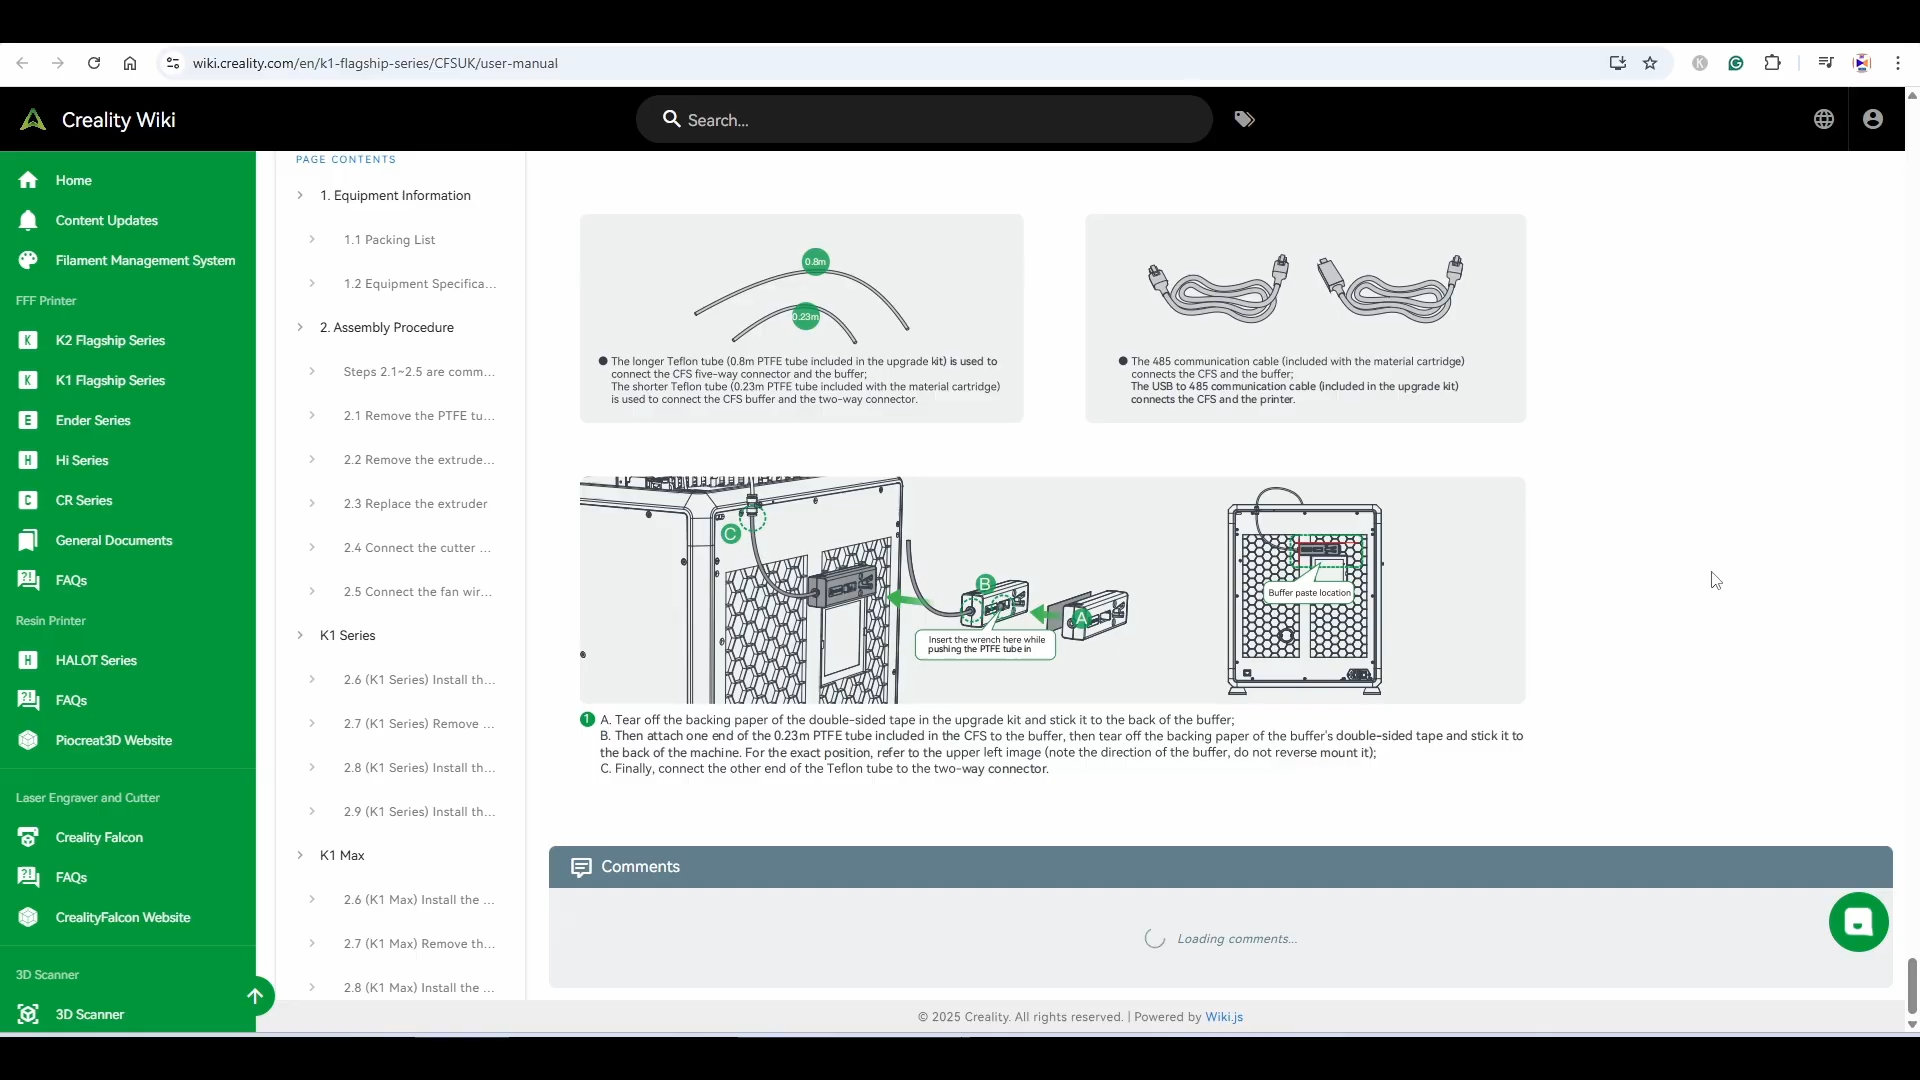 wiki.creality.com/en/k1-flagship-series/CFSUK/user-manual
Creality Wiki
Search...
Home
Content Updates
Filament Management System
FFF Printer
K2 Flagship Series
K1 Flagship Series
Ender Series
Hi Series
CR Series
General Documents
FAQs
Resin Printer
HALOT Series
FAQs
Piocreat3D Website
Laser Engraver and Cutter
Creality Falcon
FAQs
CrealityFalcon Website
3D Scanner
3D Scanner
PAGE CONTENTS
1. Equipment Information
1.1 Packing List
1.2 Equipment Specifica...
2. Assembly Procedure
Steps 2.1~2.5 are comm...
2.1 Remove the PTFE tu...
2.2 Remove the extrude...
2.3 Replace the extruder
2.4 Connect the cutter ...
2.5 Connect the fan wir...
K1 Series
2.6 (K1 Series) Install th...
2.7 (K1 Series) Remove ...
2.8 (K1 Series) Install th...
2.9 (K1 Series) Install th...
K1 Max
2.6 (K1 Max) Install the ...
2.7 (K1 Max) Remove th...
2.8 (K1 Max) Install the ...
0.8m
0.23m
● The longer Teflon tube (0.8m PTFE tube included in the upgrade kit) is used to
connect the CFS five-way connector and the buffer;
The shorter Teflon tube (0.23m PTFE tube included with the material cartridge)
is used to connect the CFS buffer and the two-way connector.
● The 485 communication cable (included with the material cartridge)
connects the CFS and the buffer;
The USB to 485 communication cable (included in the upgrade kit)
connects the CFS and the printer.
C
B
A
Insert the wrench here while
pushing the PTFE tube in
Buffer paste location
1 A. Tear off the backing paper of the double-sided tape in the upgrade kit and stick it to the back of the buffer;
B. Then attach one end of the 0.23m PTFE tube included in the CFS to the buffer, then tear off the backing paper of the buffer's double-sided tape and stick it to
the back of the machine. For the exact position, refer to the upper left image (note the direction of the buffer, do not reverse mount it);
C. Finally, connect the other end of the Teflon tube to the two-way connector.
Comments
Loading comments...
© 2025 Creality. All rights reserved. | Powered by Wiki.js